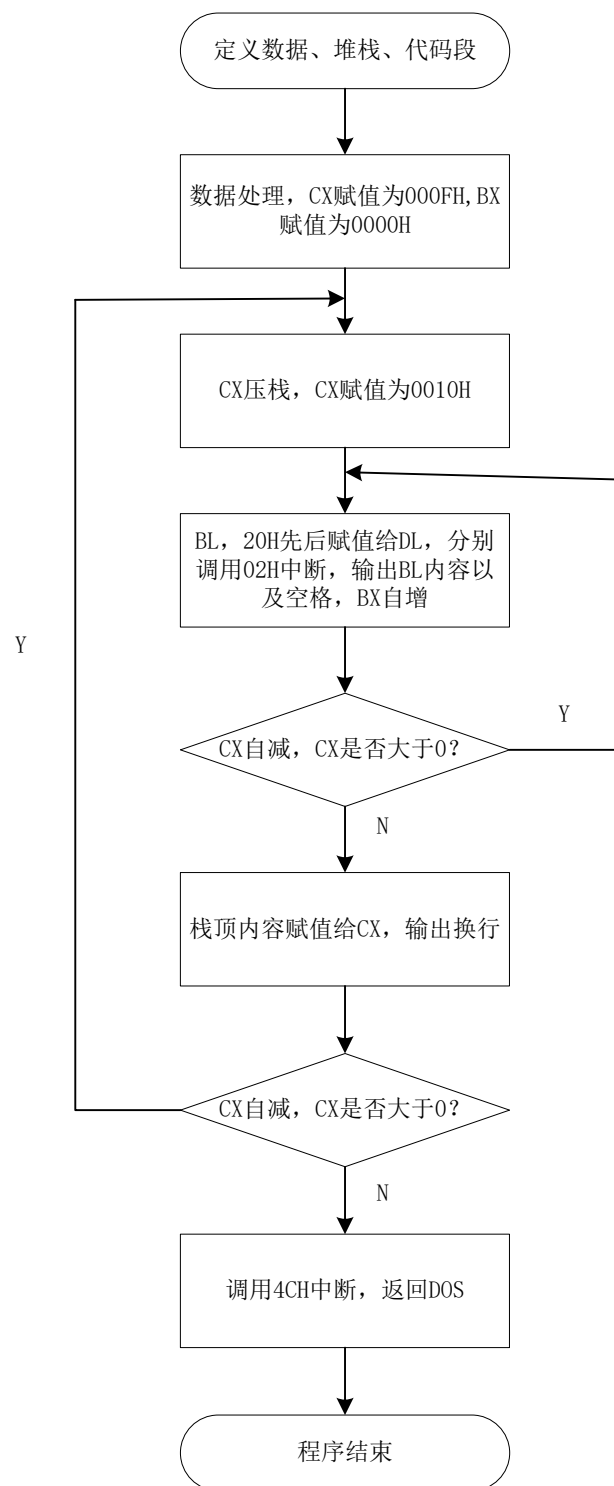 定义数据、堆栈、代码段
数据处理，CX赋值为000FH,BX
赋值为0000H
CX压栈，CX赋值为0010H
BL，20H先后赋值给DL，分别
调用02H中断，输出BL内容以
及空格，BX自增
Y
Y
CX自减，CX是否大于0？
N
栈顶内容赋值给CX，输出换行
CX自减，CX是否大于0？
N
调用4CH中断，返回DOS
程序结束